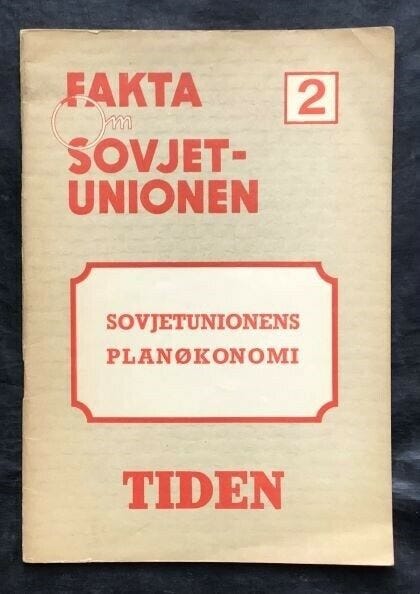 FAKTA
2
Om
SOVJET-
UNIONEN
SOVJETUNIONENS
PLANØKONOMI
TIDEN